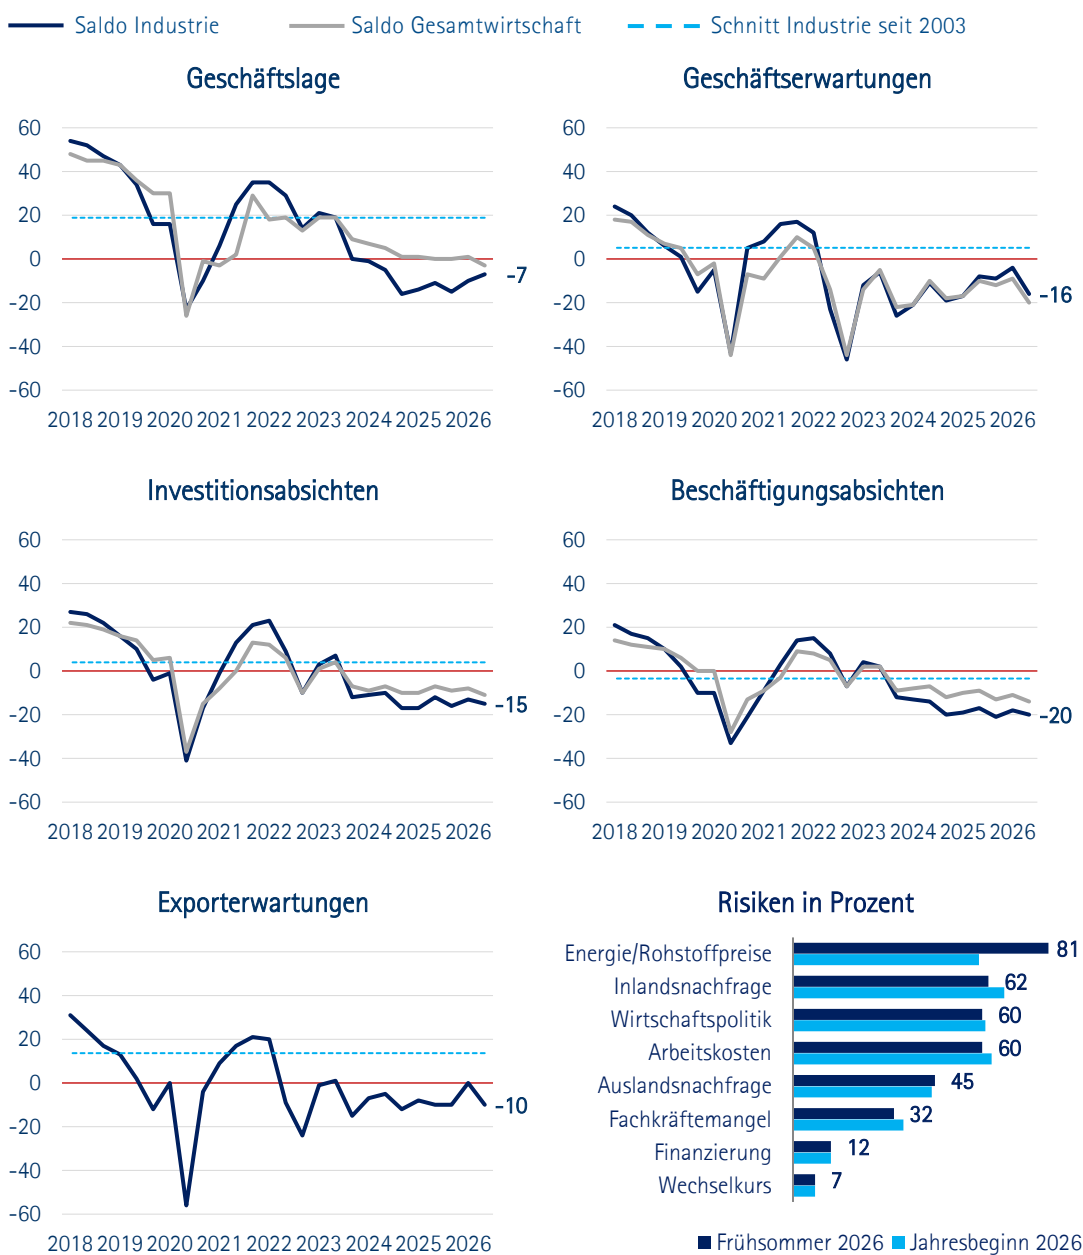 Saldo Industrie Saldo Gesamtwirtschaft Schnitt Industrie seit 2003
Geschäftslage
60
40
20
0
-20
-40
-60
-7
2018 2019 2020 2021 2022 2023 2024 2025 2026
Geschäftserwartungen
60
40
20
0
-20
-40
-60
-16
2018 2019 2020 2021 2022 2023 2024 2025 2026
Investitionsabsichten
60
40
20
0
-20
-40
-60
-15
2018 2019 2020 2021 2022 2023 2024 2025 2026
Beschäftigungsabsichten
60
40
20
0
-20
-40
-60
-20
2018 2019 2020 2021 2022 2023 2024 2025 2026
Exporterwartungen
60
40
20
0
-20
-40
-60
-10
2018 2019 2020 2021 2022 2023 2024 2025 2026
Risiken in Prozent
Energie/Rohstoffpreise 81
Inlandsnachfrage 62
Wirtschaftspolitik 60
Arbeitskosten 60
Auslandsnachfrage 45
Fachkräftemangel 32
Finanzierung 12
Wechselkurs 7
Frühsommer 2026 Jahresbeginn 2026